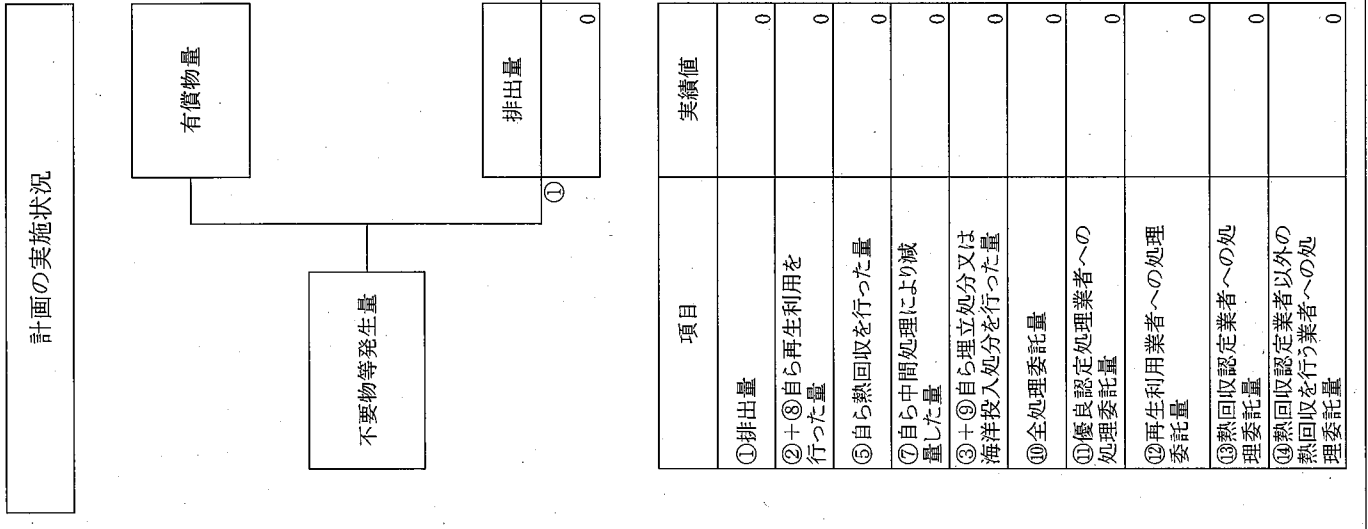 計画の実施状況
有償物量
不要物等発生量
排出量
①
0
項目
実績値
①排出量
0
②+⑧自ら再生利用を
行った量
0
⑤自ら熱回収を行った量
0
⑦自ら中間処理により減
量した量
0
③+⑨自ら埋立処分又は
海洋投入処分を行った量
0
⑩全処理委託量
0
⑪優良認定処理業者への
処理委託量
0
⑫再生利用業者への処理
委託量
0
⑬熱回収認定業者への処
理委託量
0
⑭熱回収認定業者以外の
熱回収を行う業者への処
理委託量
0